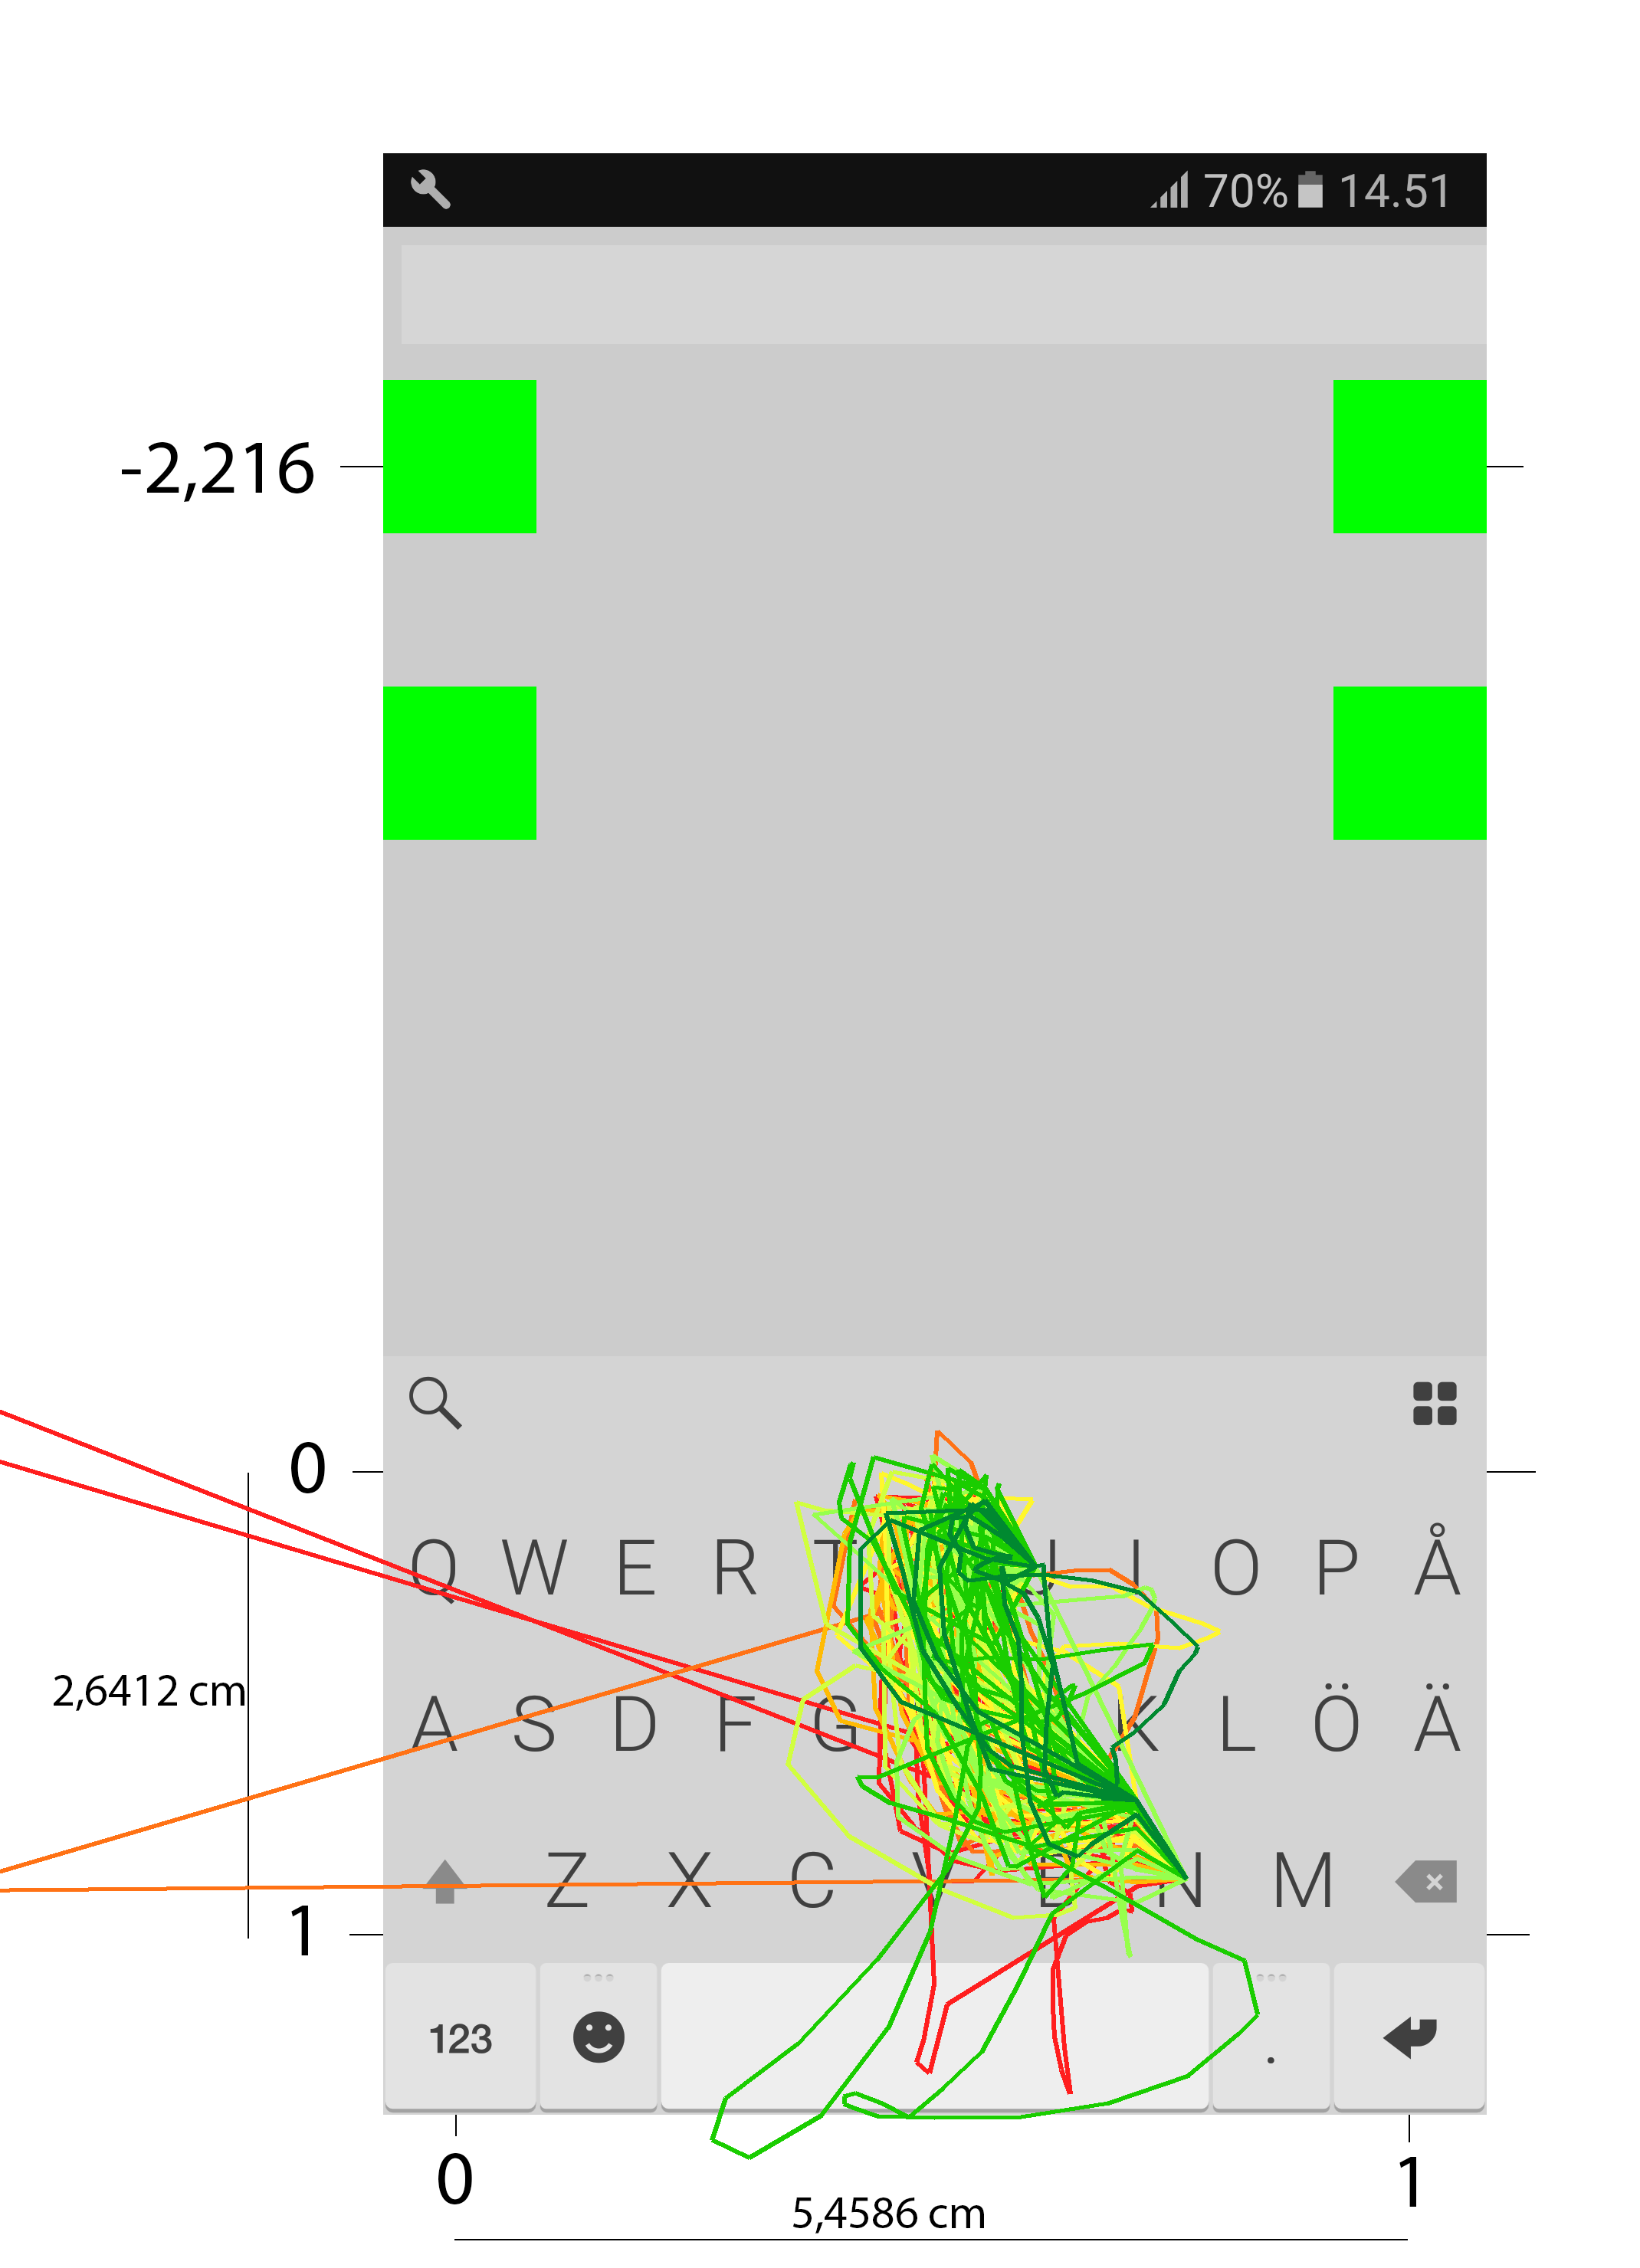 70% 14.51
-2,216
0
Q W E R T U I O P Å
2,6412 cm
A S D F G K L Ö Ä
Z X C V B N M
1
123 .
0 1
5,4586 cm